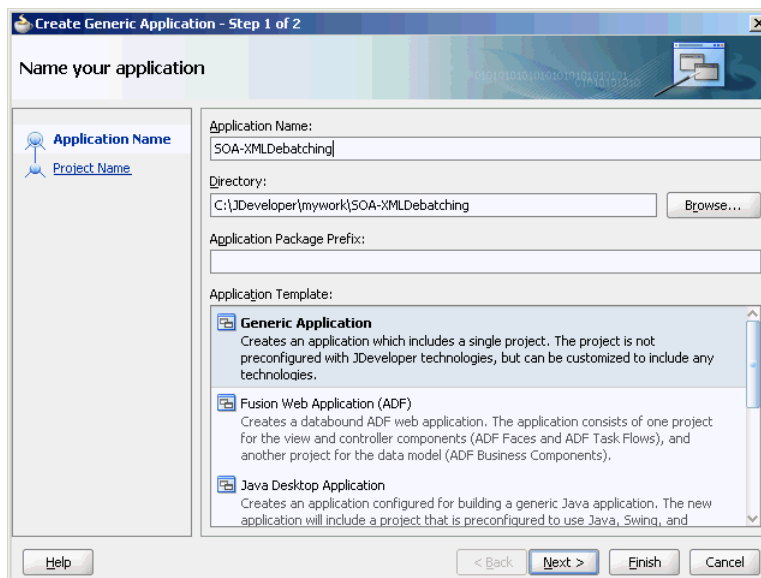 Create Generic Application - Step 1 of 2
Name your application
Application Name
Project Name
Application Name:
SOA-XMLDebatching
Directory:
C:\JDeveloper\mywork\SOA-XMLDebatching
Browse...
Application Package Prefix:
Application Template:
Generic Application
Creates an application which includes a single project. The project is not
preconfigured with JDeveloper technologies, but can be customized to include any
technologies.
Fusion Web Application (ADF)
Creates a databound ADF web application. The application consists of one project
for the view and controller components (ADF Faces and ADF Task Flows), and
another project for the data model (ADF Business Components).
Java Desktop Application
Creates an application configured for building a generic Java application. The new
application will include a project that is preconfigured to use Java, Swing, and
Help
< Back
Next >
Finish
Cancel